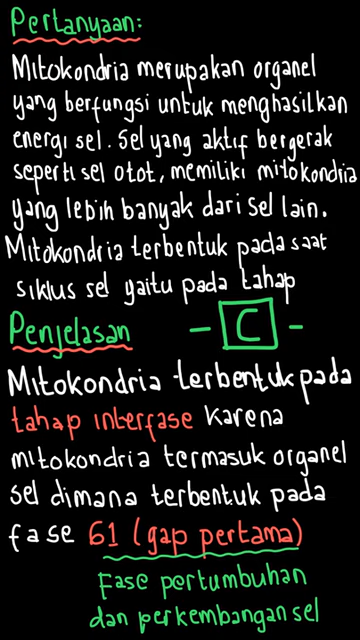 Pertanyaan:
Mitokondria merupakan organel
yang berfungsi untuk menghasilkan
energi sel. Sel yang aktif bergerak
seperti sel otot, memiliki mitokondria
yang lebih banyak dari sel lain.
Mitokondria terbentuk pada saat
siklus sel yaitu pada tahap
Penjelasan - C -
Mitokondria terbentuk pada
tahap interfase karena
mitokondria termasuk organel
sel dimana terbentuk pada
fase G1 (gap pertama)
Fase pertumbuhan
dan perkembangan sel